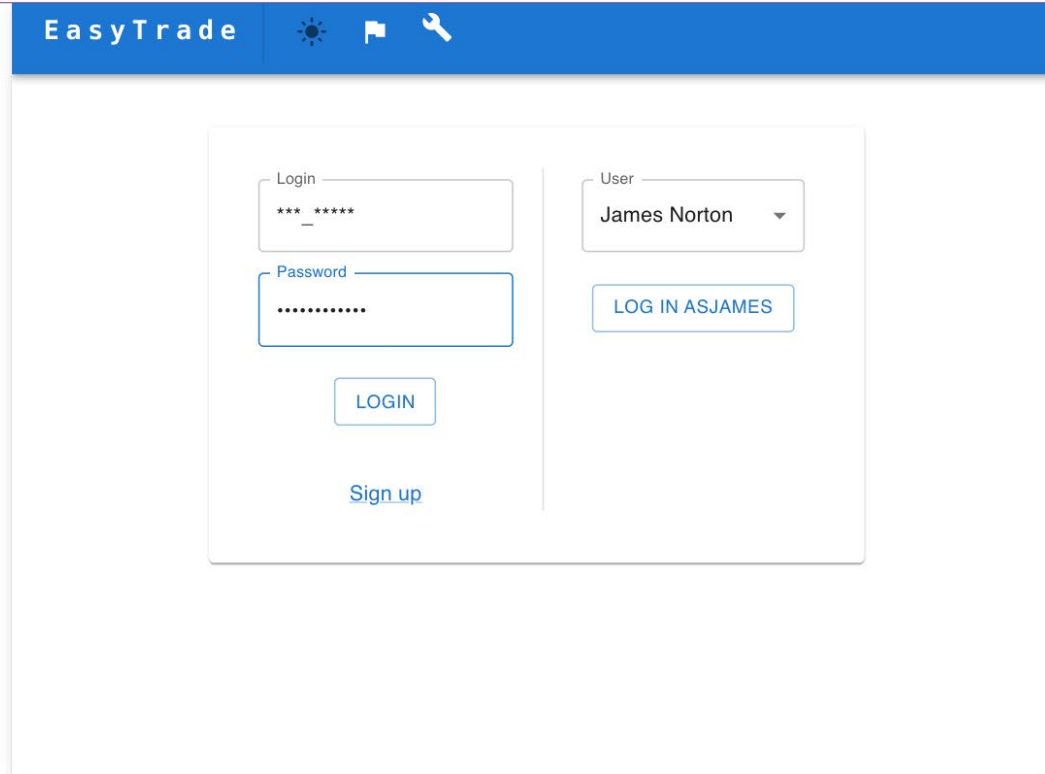 EasyTrade
Login
***_*****
Password
••••••••••••
LOGIN
Sign up
User
James Norton
LOG IN ASJAMES